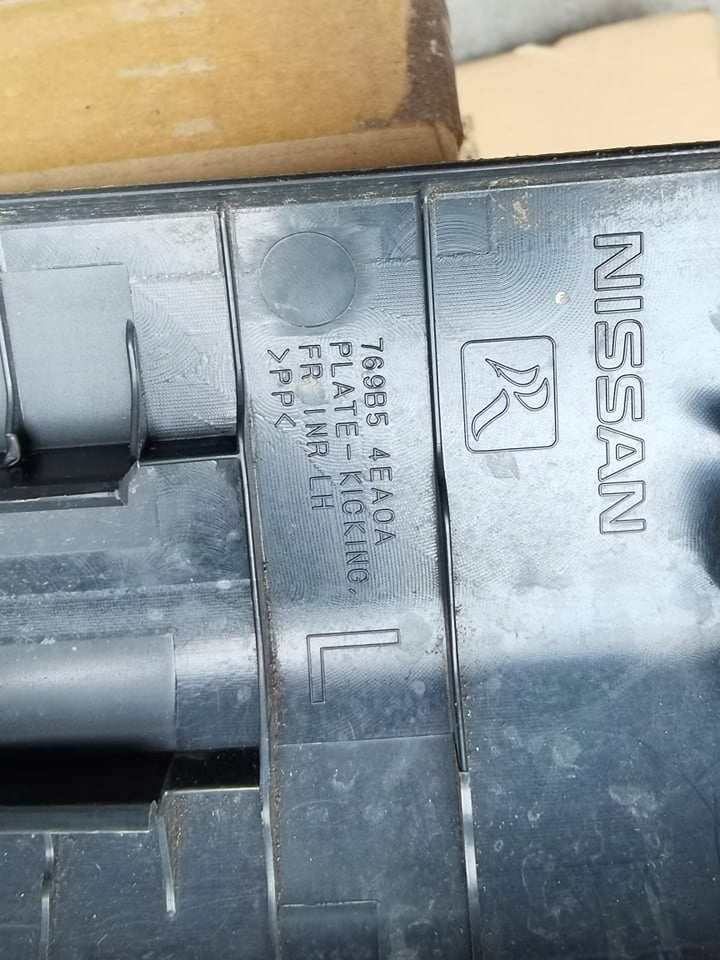 NISSAN
R
769B5 4EA0A
PLATE-KICKING,
FR INR LH
>PP<
L